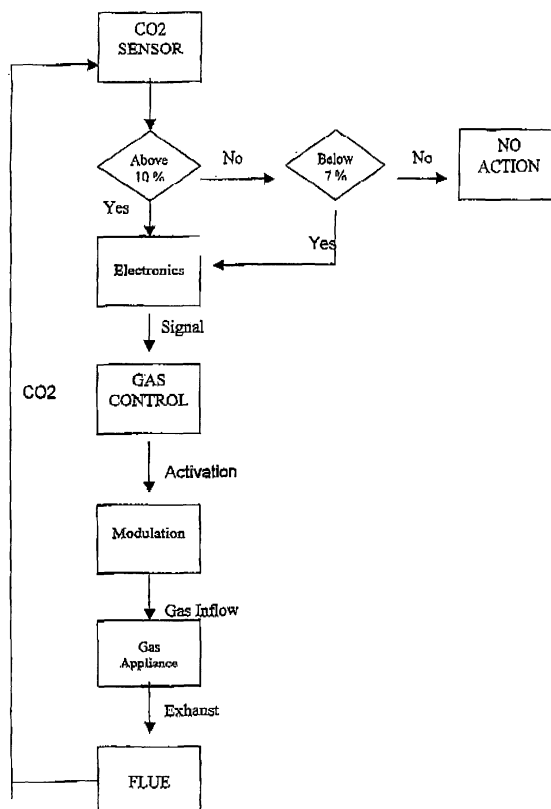 CO2
SENSOR
Above
10 %
No
Below
7 %
No
NO
ACTION
Yes
Yes
Electronics
Signal
GAS
CONTROL
CO2
Activation
Modulation
Gas Inflow
Gas
Appliance
Exhaust
FLUE